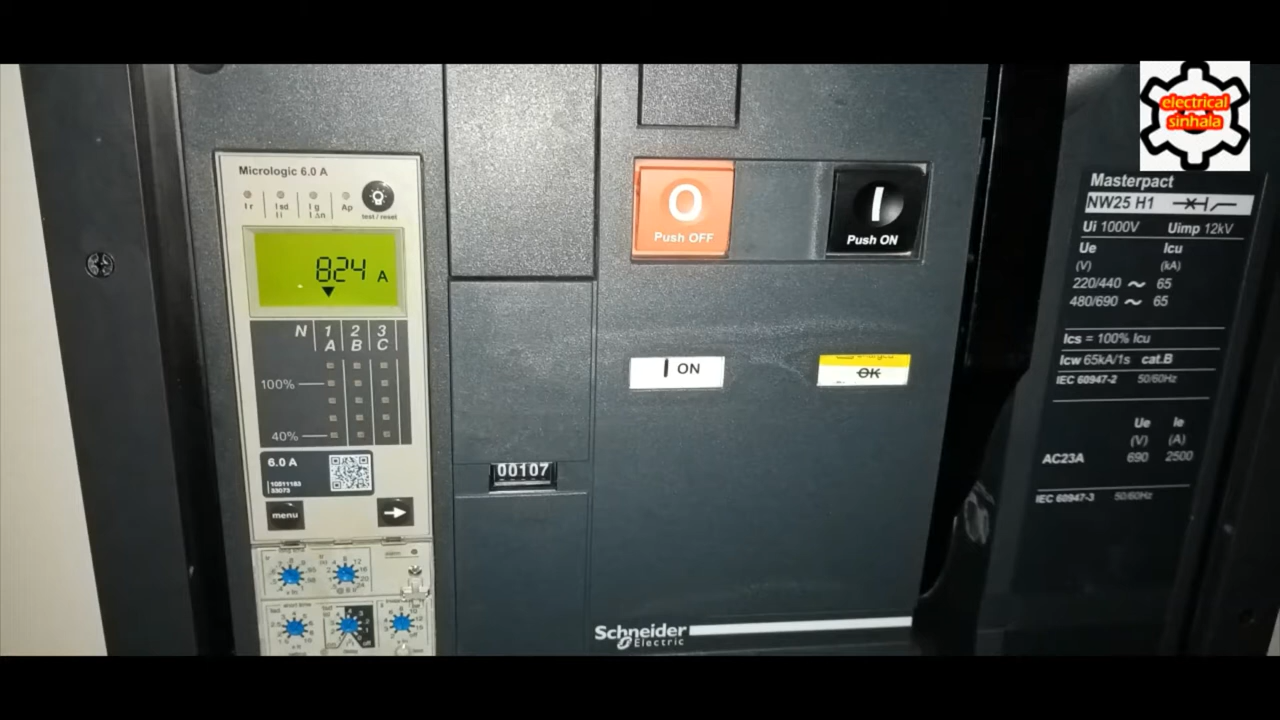 electrical
sinhala
Micrologic 6.0 A
Ir
Isd
Ii
Ig
IΔn
Ap
test / reset
824 A
N 1 2 3
A B C
100%
40%
6.0 A
33073
menu
00107
O
Push OFF
I
Push ON
I ON
OK
Schneider
Electric
Masterpact
NW25 H1
Ui 1000V Uimp 12kV
Ue Icu
(V) (kA)
220/440 ~ 65
480/690 ~ 65
Ics = 100% Icu
Icw 65kA/1s cat.B
IEC 60947-2 50/60Hz
Ue Ie
(V) (A)
AC23A 690 2500
IEC 60947-3 50/60Hz